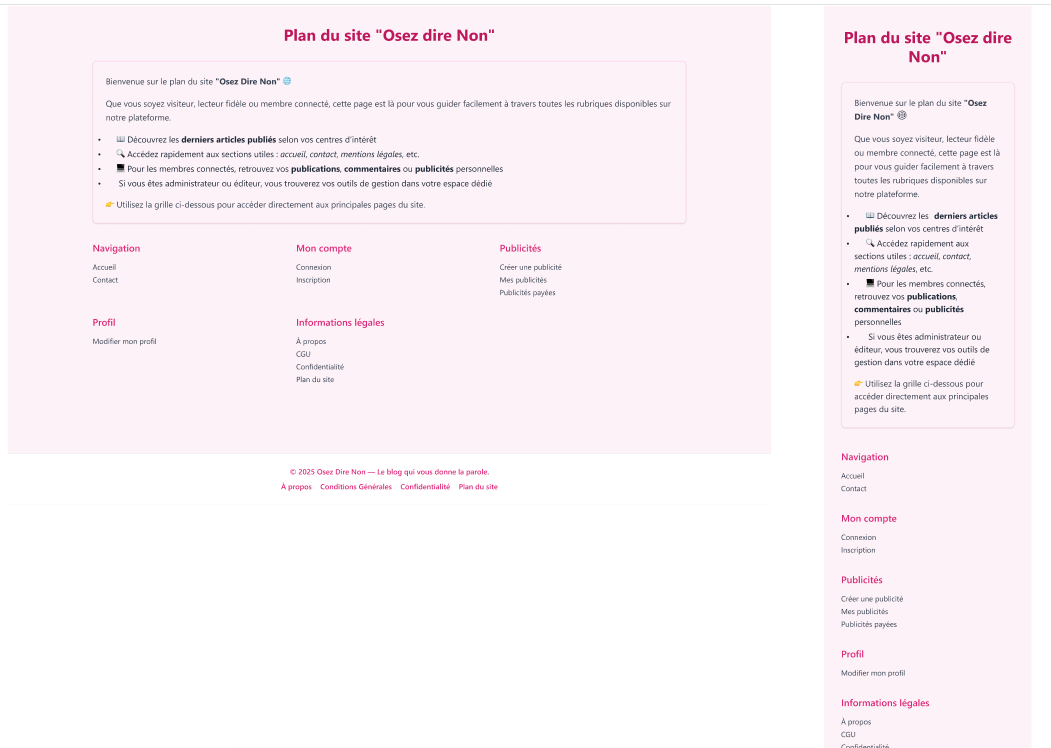 Plan du site "Osez dire Non"
Bienvenue sur le plan du site "Osez Dire Non" 🌐
Que vous soyez visiteur, lecteur fidèle ou membre connecté, cette page est là pour vous guider facilement à travers toutes les rubriques disponibles sur
notre plateforme.
• 📖 Découvrez les derniers articles publiés selon vos centres d'intérêt
• 🔍 Accédez rapidement aux sections utiles : accueil, contact, mentions légales, etc.
• 💻 Pour les membres connectés, retrouvez vos publications, commentaires ou publicités personnelles
• Si vous êtes administrateur ou éditeur, vous trouverez vos outils de gestion dans votre espace dédié
👉 Utilisez la grille ci-dessous pour accéder directement aux principales pages du site.
Navigation
Accueil
Contact
Mon compte
Connexion
Inscription
Publicités
Créer une publicité
Mes publicités
Publicités payées
Profil
Modifier mon profil
Informations légales
À propos
CGU
Confidentialité
Plan du site
© 2025 Osez Dire Non — Le blog qui vous donne la parole.
À propos Conditions Générales Confidentialité Plan du site
Plan du site "Osez dire
Non"
Bienvenue sur le plan du site "Osez
Dire Non" 🌐
Que vous soyez visiteur, lecteur fidèle
ou membre connecté, cette page est là
pour vous guider facilement à travers
toutes les rubriques disponibles sur
notre plateforme.
• 📖 Découvrez les derniers articles
publiés selon vos centres d'intérêt
• 🔍 Accédez rapidement aux
sections utiles : accueil, contact,
mentions légales, etc.
• 💻 Pour les membres connectés,
retrouvez vos publications,
commentaires ou publicités
personnelles
• Si vous êtes administrateur ou
éditeur, vous trouverez vos outils de
gestion dans votre espace dédié
👉 Utilisez la grille ci-dessous pour
accéder directement aux principales
pages du site.
Navigation
Accueil
Contact
Mon compte
Connexion
Inscription
Publicités
Créer une publicité
Mes publicités
Publicités payées
Profil
Modifier mon profil
Informations légales
À propos
CGU
Confidentialité